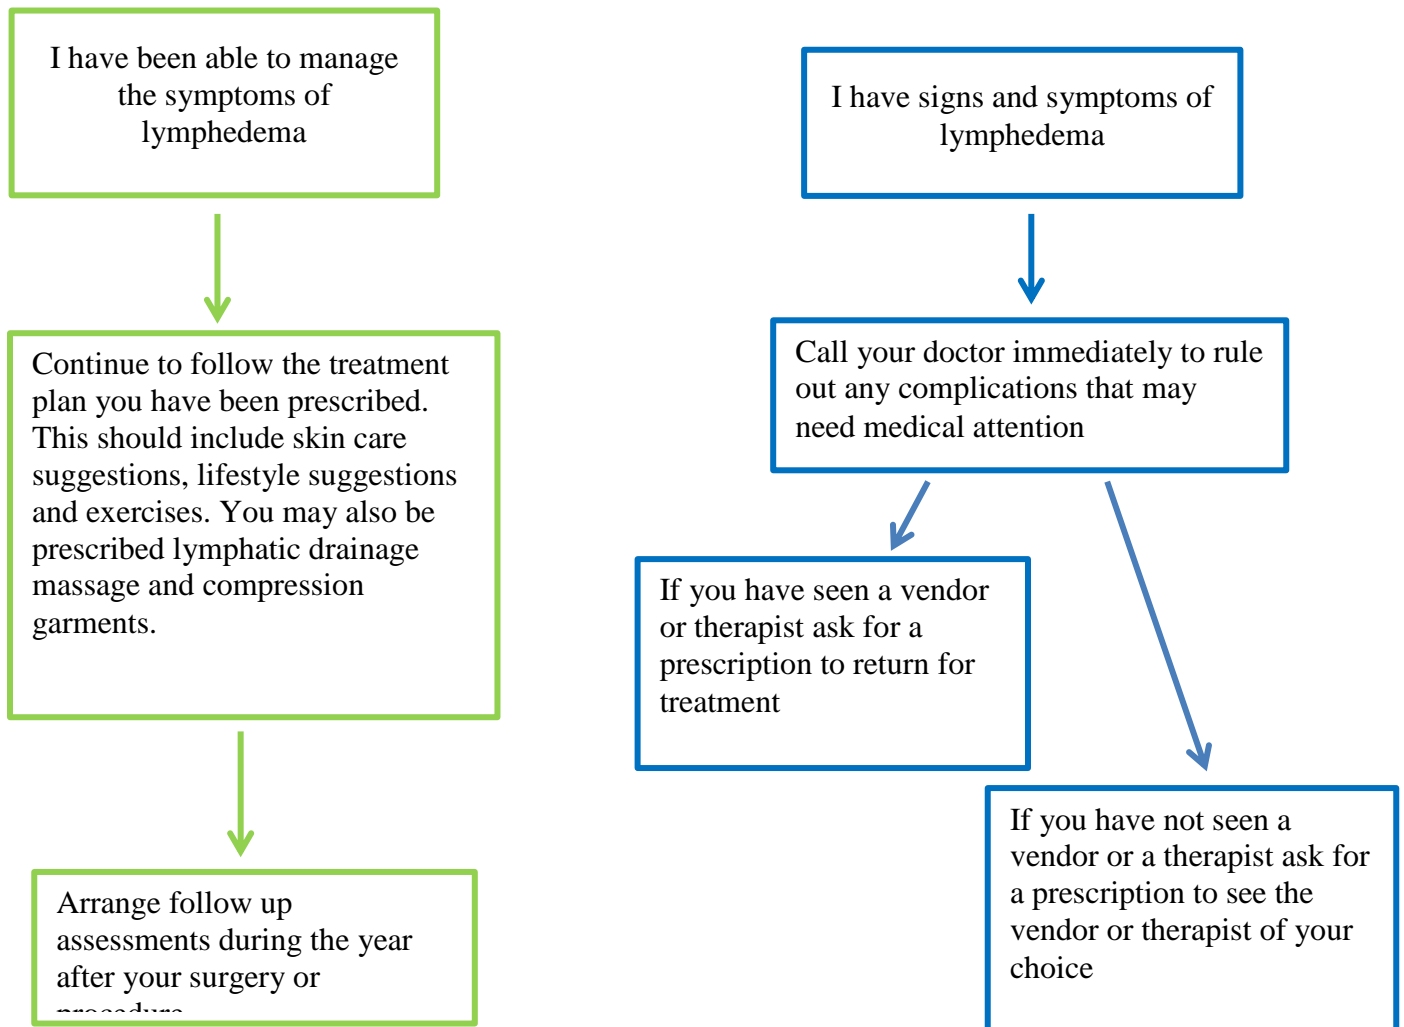 I have been able to manage
the symptoms of
lymphedema
Continue to follow the treatment
plan you have been prescribed.
This should include skin care
suggestions, lifestyle suggestions
and exercises. You may also be
prescribed lymphatic drainage
massage and compression
garments.
Arrange follow up
assessments during the year
after your surgery or
I have signs and symptoms of
lymphedema
Call your doctor immediately to rule
out any complications that may
need medical attention
If you have seen a vendor
or therapist ask for a
prescription to return for
treatment
If you have not seen a
vendor or a therapist ask for
a prescription to see the
vendor or therapist of your
choice